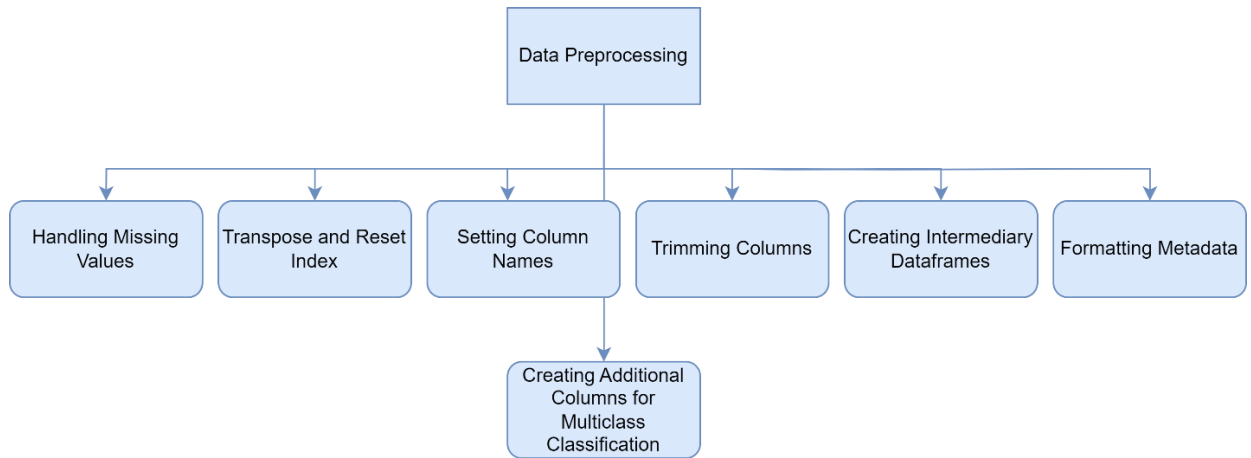 Data Preprocessing
Handling Missing
Values
Transpose and Reset
Index
Setting Column
Names
Trimming Columns
Creating Intermediary
Dataframes
Formatting Metadata
Creating Additional
Columns for
Multiclass
Classification